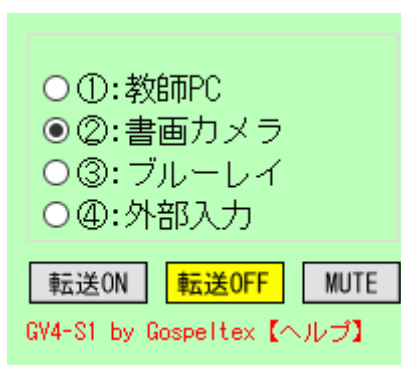 ①:教師PC
②:書画カメラ
③:ブルーレイ
④:外部入力
転送ON 転送OFF MUTE
GV4-S1 by Gospeltex【ヘルプ】